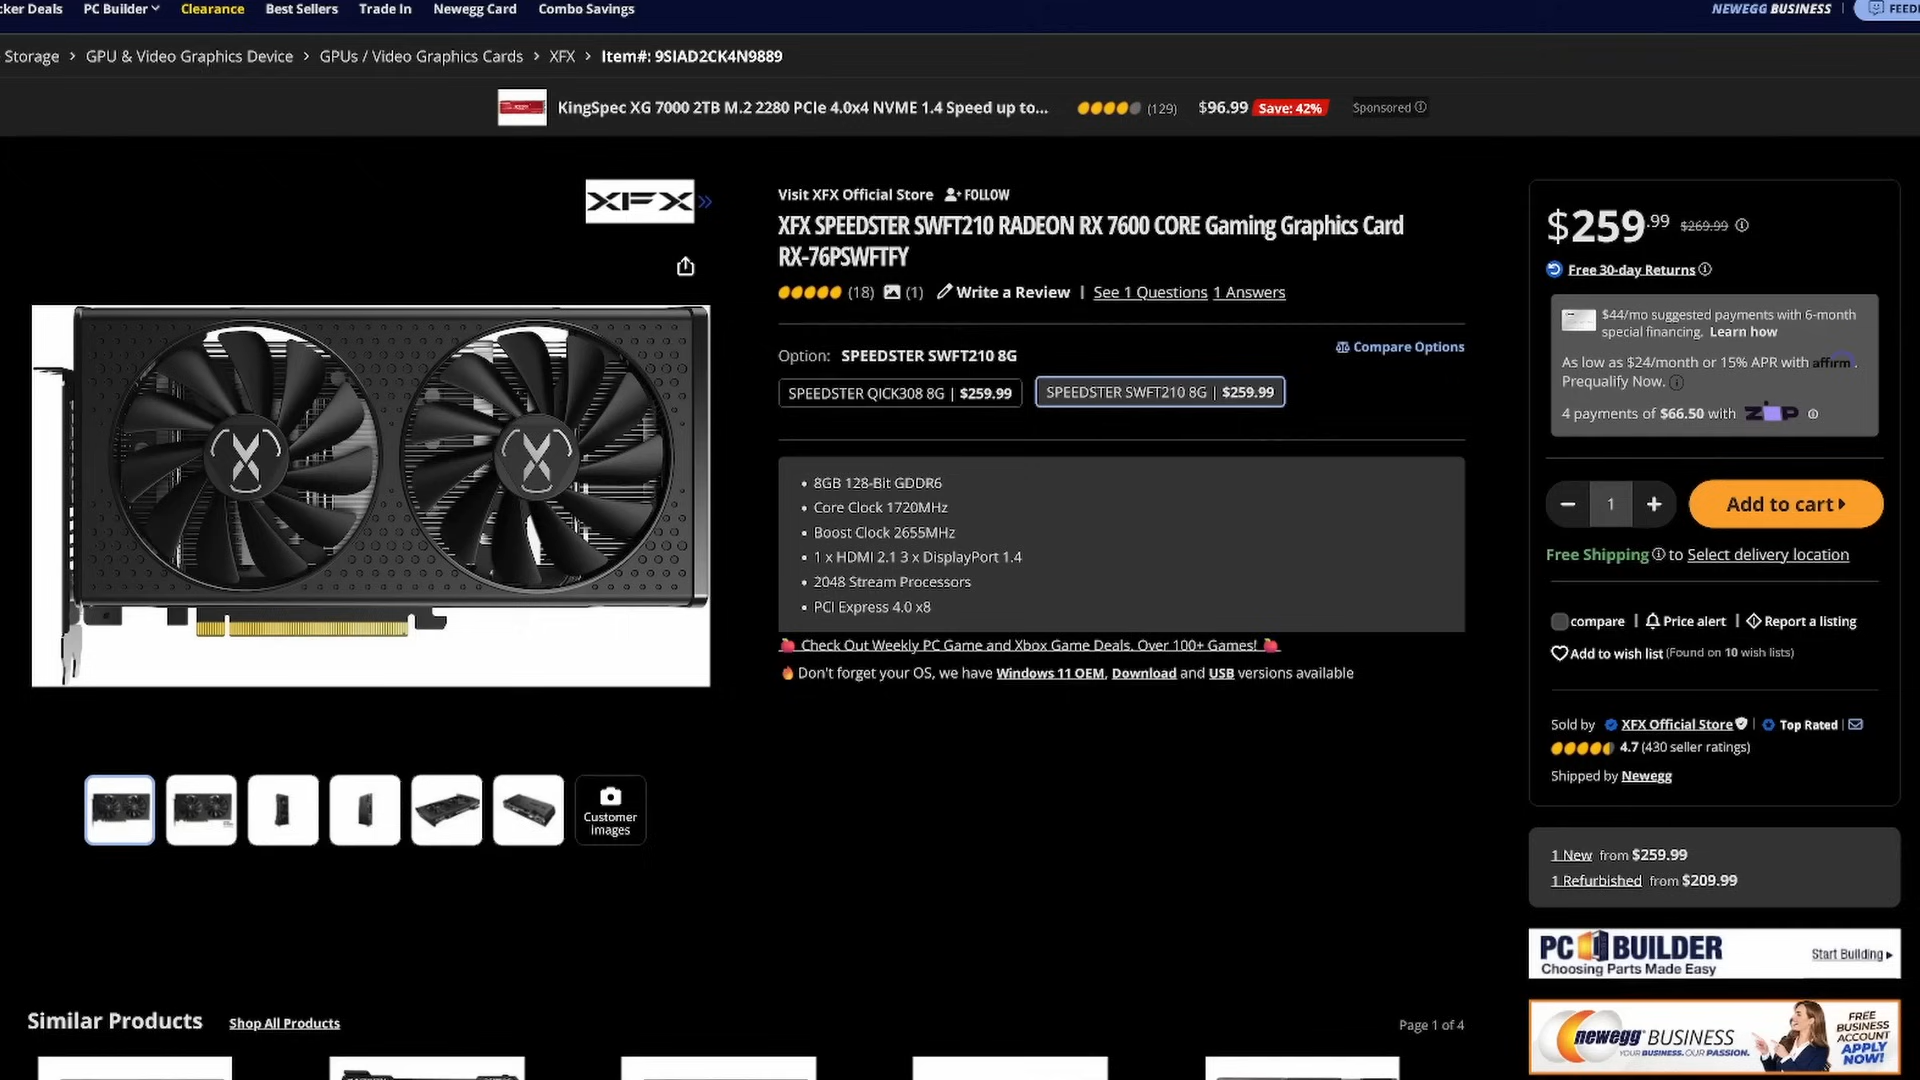 cker Deals PC Builder Clearance Best Sellers Trade In Newegg Card Combo Savings NEWEGG BUSINESS FEED
Storage › GPU & Video Graphics Device › GPUs / Video Graphics Cards › XFX › Item#: 9SIAD2CK4N9889
KingSpec XG 7000 2TB M.2 2280 PCIe 4.0x4 NVME 1.4 Speed up to... (129) $96.99 Save: 42% Sponsored
XFX »
Visit XFX Official Store FOLLOW
XFX SPEEDSTER SWFT210 RADEON RX 7600 CORE Gaming Graphics Card
RX-76PSWFTFY
(18) (1) Write a Review | See 1 Questions 1 Answers
Option: SPEEDSTER SWFT210 8G
Compare Options
SPEEDSTER QICK308 8G | $259.99
SPEEDSTER SWFT210 8G | $259.99
• 8GB 128-Bit GDDR6
• Core Clock 1720MHz
• Boost Clock 2655MHz
• 1 x HDMI 2.1 3 x DisplayPort 1.4
• 2048 Stream Processors
• PCI Express 4.0 x8
Check Out Weekly PC Game and Xbox Game Deals. Over 100+ Games!
Don't forget your OS, we have Windows 11 OEM, Download and USB versions available
Customer
Images
$259.99 $269.99
Free 30-day Returns
$44/mo suggested payments with 6-month
special financing. Learn how
As low as $24/month or 15% APR with affirm.
Prequalify Now.
4 payments of $66.50 with ZIP
− 1 + Add to cart
Free Shipping to Select delivery location
compare | Price alert | Report a listing
Add to wish list (Found on 10 wish lists)
Sold by XFX Official Store | Top Rated |
4.7 (430 seller ratings)
Shipped by Newegg
1 New from $259.99
1 Refurbished from $209.99
PC BUILDER
Choosing Parts Made Easy
Start Building
newegg BUSINESS
YOUR BUSINESS. OUR PASSION.
FREE
BUSINESS
ACCOUNT
APPLY
NOW!
Similar Products Shop All Products
Page 1 of 4